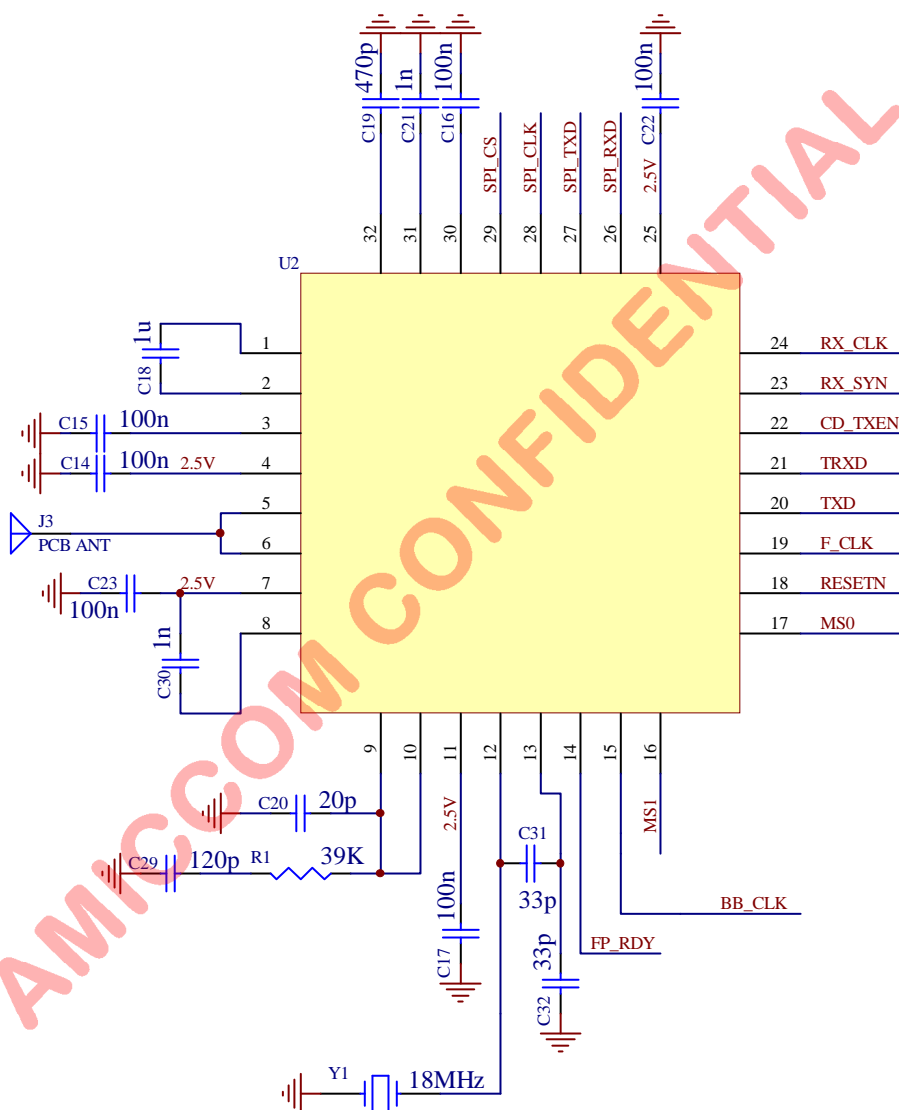 470p
1n
100n
100n
C19
C21
C16
C22
SPI_CS
SPI_CLK
SPI_TXD
SPI_RXD
2.5V
32
31
30
29
28
27
26
25
U2
1u
C18
1
2
C15
100n
3
C14
100n
2.5V
4
5
J3
PCB ANT
6
C23
100n
2.5V
7
1n
C30
8
24
RX_CLK
23
RX_SYN
22
CD_TXEN
21
TRXD
20
TXD
19
F_CLK
18
RESETN
17
MS0
9
10
11
12
13
14
15
16
C20
20p
2.5V
MS1
C29
120p
R1
39K
C31
33p
100n
C17
33p
C32
BB_CLK
FP_RDY
Y1
18MHz
AMICCOM CONFIDENTIAL